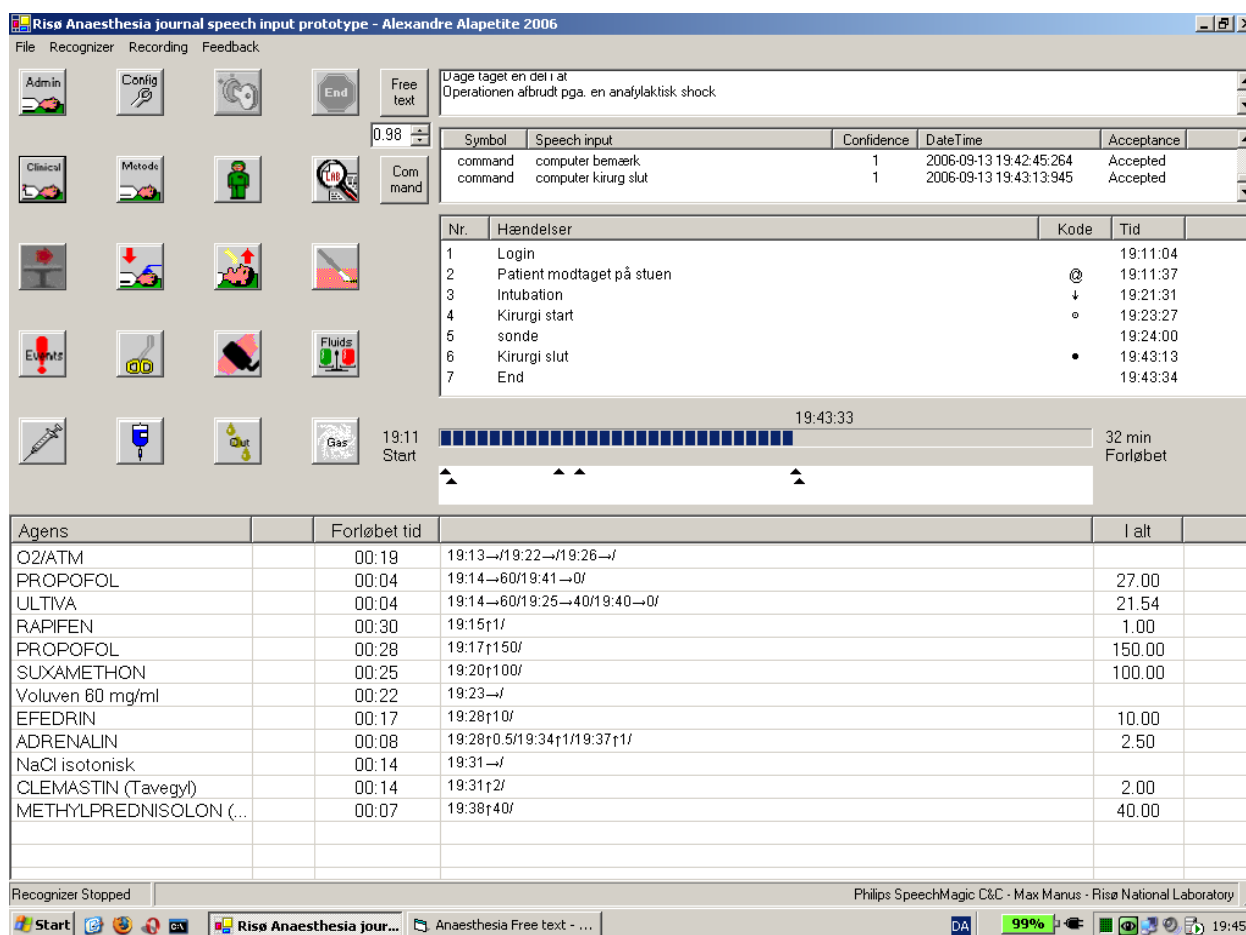 Risø Anaesthesia journal speech input prototype - Alexandre Alapetite 2006
File Recognizer Recording Feedback
Admin Config End Free text
Dage taget en del i at
Operationen afbrudt pga. en anafylaktisk shock
0.98
Symbol Speech input Confidence DateTime Acceptance
command computer bemærk 1 2006-09-13 19:42:45:264 Accepted
command computer kirurg slut 1 2006-09-13 19:43:13:945 Accepted
Clinical Metode LAB Com mand
Nr. Hændelser Kode Tid
1 Login 19:11:04
2 Patient modtaget på stuen @ 19:11:37
3 Intubation ↓ 19:21:31
4 Kirurgi start ⊙ 19:23:27
5 sonde 19:24:00
6 Kirurgi slut ● 19:43:13
7 End 19:43:34
Events Fluids
19:43:33
Out Gas
19:11 Start
32 min Forløbet
Agens Forløbet tid I alt
O2/ATM 00:19 19:13→/19:22→/19:26→/
PROPOFOL 00:04 19:14→60/19:41→0/ 27.00
ULTIVA 00:04 19:14→60/19:25→40/19:40→0/ 21.54
RAPIFEN 00:30 19:15↑1/ 1.00
PROPOFOL 00:28 19:17↑150/ 150.00
SUXAMETHON 00:25 19:20↑100/ 100.00
Voluven 60 mg/ml 00:22 19:23→/
EFEDRIN 00:17 19:28↑10/ 10.00
ADRENALIN 00:08 19:28↑0.5/19:34↑1/19:37↑1/ 2.50
NaCl isotonisk 00:14 19:31→/
CLEMASTIN (Tavegyl) 00:14 19:31↑2/ 2.00
METHYLPREDNISOLON (... 00:07 19:38↑40/ 40.00
Recognizer Stopped Philips SpeechMagic C&C - Max Manus - Risø National Laboratory
Start Risø Anaesthesia jour... Anaesthesia Free text - ... DA 99% 19:45